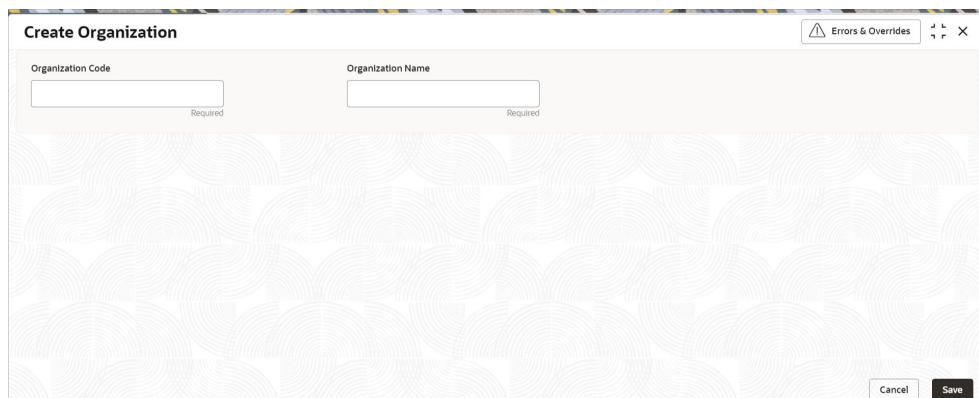 Create Organization
Errors & Overrides
Organization Code
Organization Name
Required
Required
Cancel
Save